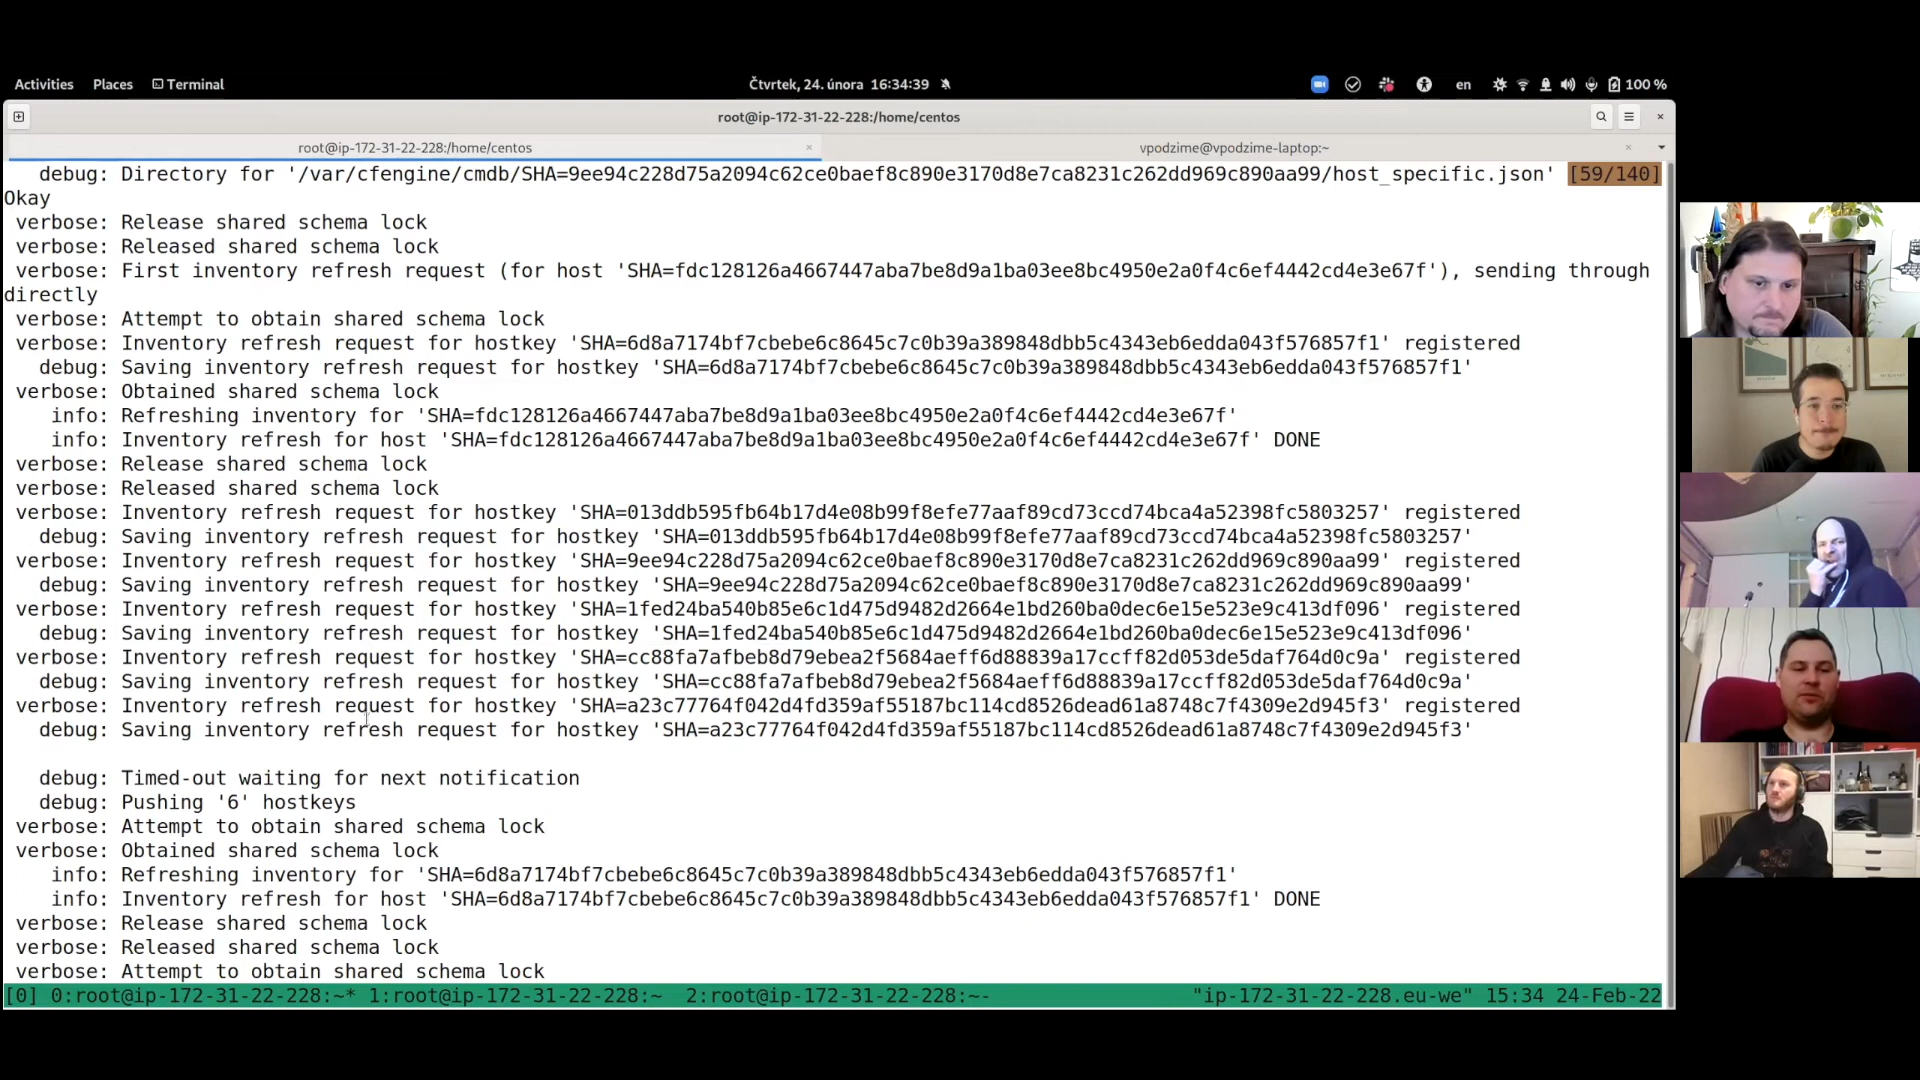 Activities Places Terminal Čtvrtek, 24. února 16:34:39 en 100 %
root@ip-172-31-22-228:/home/centos
root@ip-172-31-22-228:/home/centos vpodzime@vpodzime-laptop:~
debug: Directory for '/var/cfengine/cmdb/SHA=9ee94c228d75a2094c62ce0baef8c890e3170d8e7ca8231c262dd969c890aa99/host_specific.json' [59/140]
Okay
verbose: Release shared schema lock
verbose: Released shared schema lock
verbose: First inventory refresh request (for host 'SHA=fdc128126a4667447aba7be8d9a1ba03ee8bc4950e2a0f4c6ef4442cd4e3e67f'), sending through
directly
verbose: Attempt to obtain shared schema lock
verbose: Inventory refresh request for hostkey 'SHA=6d8a7174bf7cbebe6c8645c7c0b39a389848dbb5c4343eb6edda043f576857f1' registered
debug: Saving inventory refresh request for hostkey 'SHA=6d8a7174bf7cbebe6c8645c7c0b39a389848dbb5c4343eb6edda043f576857f1'
verbose: Obtained shared schema lock
info: Refreshing inventory for 'SHA=fdc128126a4667447aba7be8d9a1ba03ee8bc4950e2a0f4c6ef4442cd4e3e67f'
info: Inventory refresh for host 'SHA=fdc128126a4667447aba7be8d9a1ba03ee8bc4950e2a0f4c6ef4442cd4e3e67f' DONE
verbose: Release shared schema lock
verbose: Released shared schema lock
verbose: Inventory refresh request for hostkey 'SHA=013ddb595fb64b17d4e08b99f8efe77aaf89cd73ccd74bca4a52398fc5803257' registered
debug: Saving inventory refresh request for hostkey 'SHA=013ddb595fb64b17d4e08b99f8efe77aaf89cd73ccd74bca4a52398fc5803257'
verbose: Inventory refresh request for hostkey 'SHA=9ee94c228d75a2094c62ce0baef8c890e3170d8e7ca8231c262dd969c890aa99' registered
debug: Saving inventory refresh request for hostkey 'SHA=9ee94c228d75a2094c62ce0baef8c890e3170d8e7ca8231c262dd969c890aa99'
verbose: Inventory refresh request for hostkey 'SHA=1fed24ba540b85e6c1d475d9482d2664e1bd260ba0dec6e15e523e9c413df096' registered
debug: Saving inventory refresh request for hostkey 'SHA=1fed24ba540b85e6c1d475d9482d2664e1bd260ba0dec6e15e523e9c413df096'
verbose: Inventory refresh request for hostkey 'SHA=cc88fa7afbeb8d79ebea2f5684aeff6d88839a17ccff82d053de5daf764d0c9a' registered
debug: Saving inventory refresh request for hostkey 'SHA=cc88fa7afbeb8d79ebea2f5684aeff6d88839a17ccff82d053de5daf764d0c9a'
verbose: Inventory refresh request for hostkey 'SHA=a23c77764f042d4fd359af55187bc114cd8526dead61a8748c7f4309e2d945f3' registered
debug: Saving inventory refresh request for hostkey 'SHA=a23c77764f042d4fd359af55187bc114cd8526dead61a8748c7f4309e2d945f3'
debug: Timed-out waiting for next notification
debug: Pushing '6' hostkeys
verbose: Attempt to obtain shared schema lock
verbose: Obtained shared schema lock
info: Refreshing inventory for 'SHA=6d8a7174bf7cbebe6c8645c7c0b39a389848dbb5c4343eb6edda043f576857f1'
info: Inventory refresh for host 'SHA=6d8a7174bf7cbebe6c8645c7c0b39a389848dbb5c4343eb6edda043f576857f1' DONE
verbose: Release shared schema lock
verbose: Released shared schema lock
verbose: Attempt to obtain shared schema lock
[0] 0:root@ip-172-31-22-228:~* 1:root@ip-172-31-22-228:~ 2:root@ip-172-31-22-228:~- "ip-172-31-22-228.eu-we" 15:34 24-Feb-22